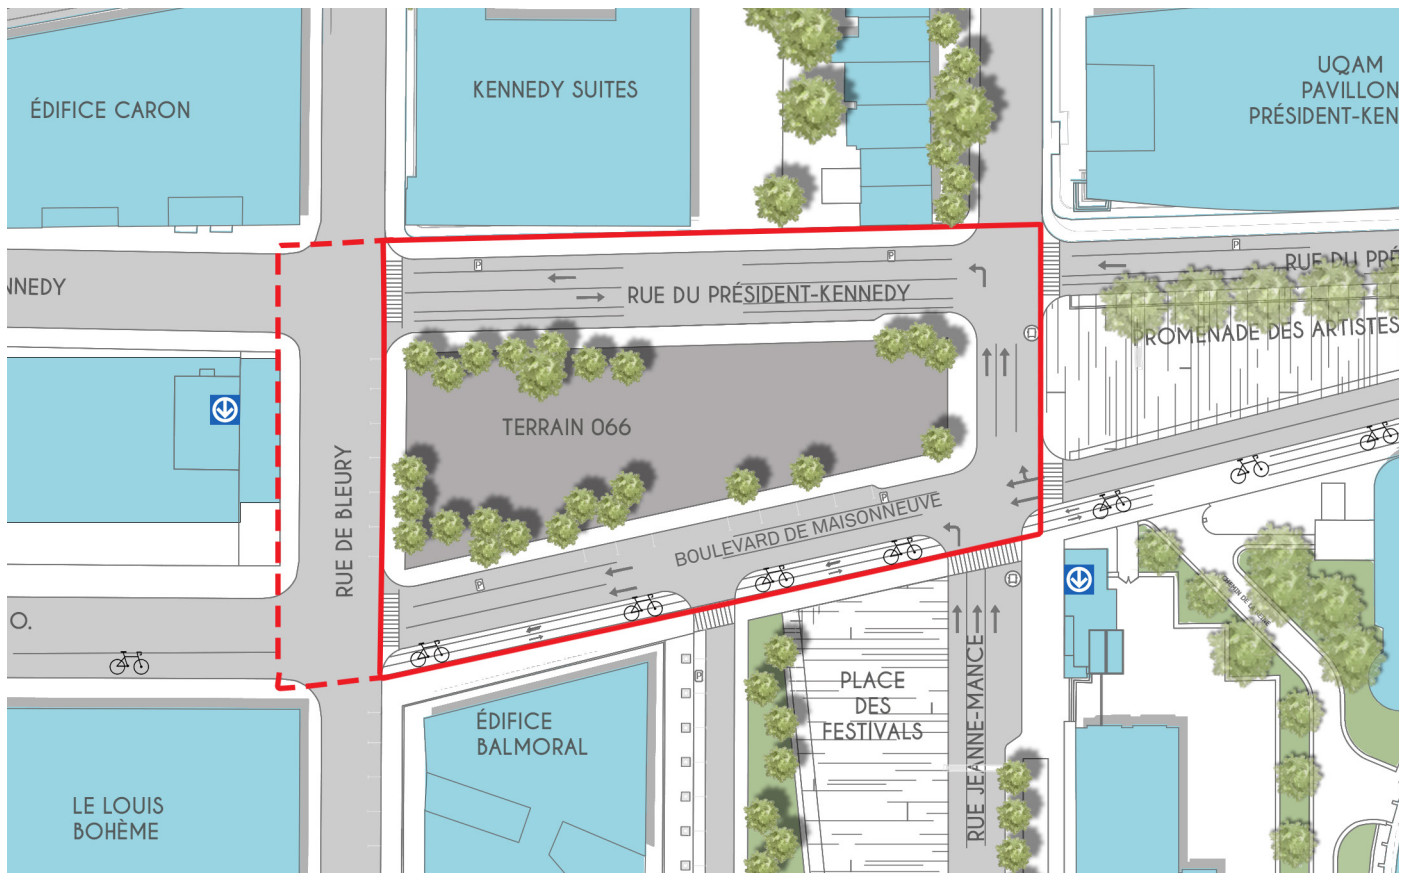 UQAM
PAVILLON
PRÉSIDENT-KEN
KENNEDY SUITES
ÉDIFICE CARON
P
P
P
RUE DU PRÉ
NNEDY
RUE DU PRÉSIDENT-KENNEDY
PROMENADE DES ARTISTES
TERRAIN 066
RUE DE BLEURY
P
BOULEVARD DE MAISONNEUVE
P
O.
P
PLACE
DES
FESTIVALS
RUE JEANNE-MANCE
ÉDIFICE
BALMORAL
LE LOUIS
BOHÈME